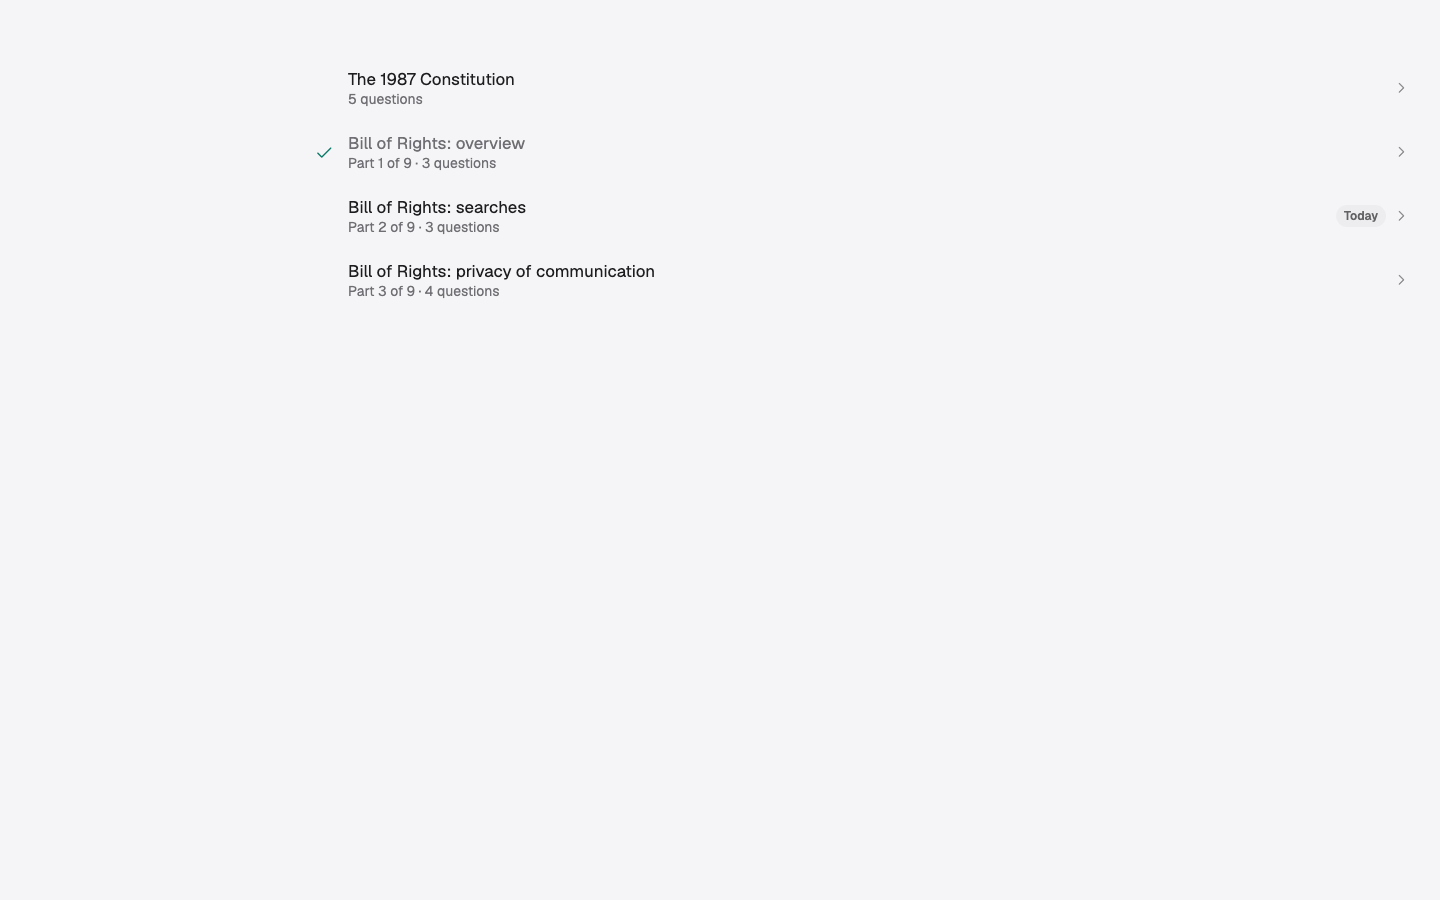 The 1987 Constitution
5 questions
Bill of Rights: overview
Part 1 of 9 · 3 questions
Bill of Rights: searches
Part 2 of 9 · 3 questions
Today
Bill of Rights: privacy of communication
Part 3 of 9 · 4 questions